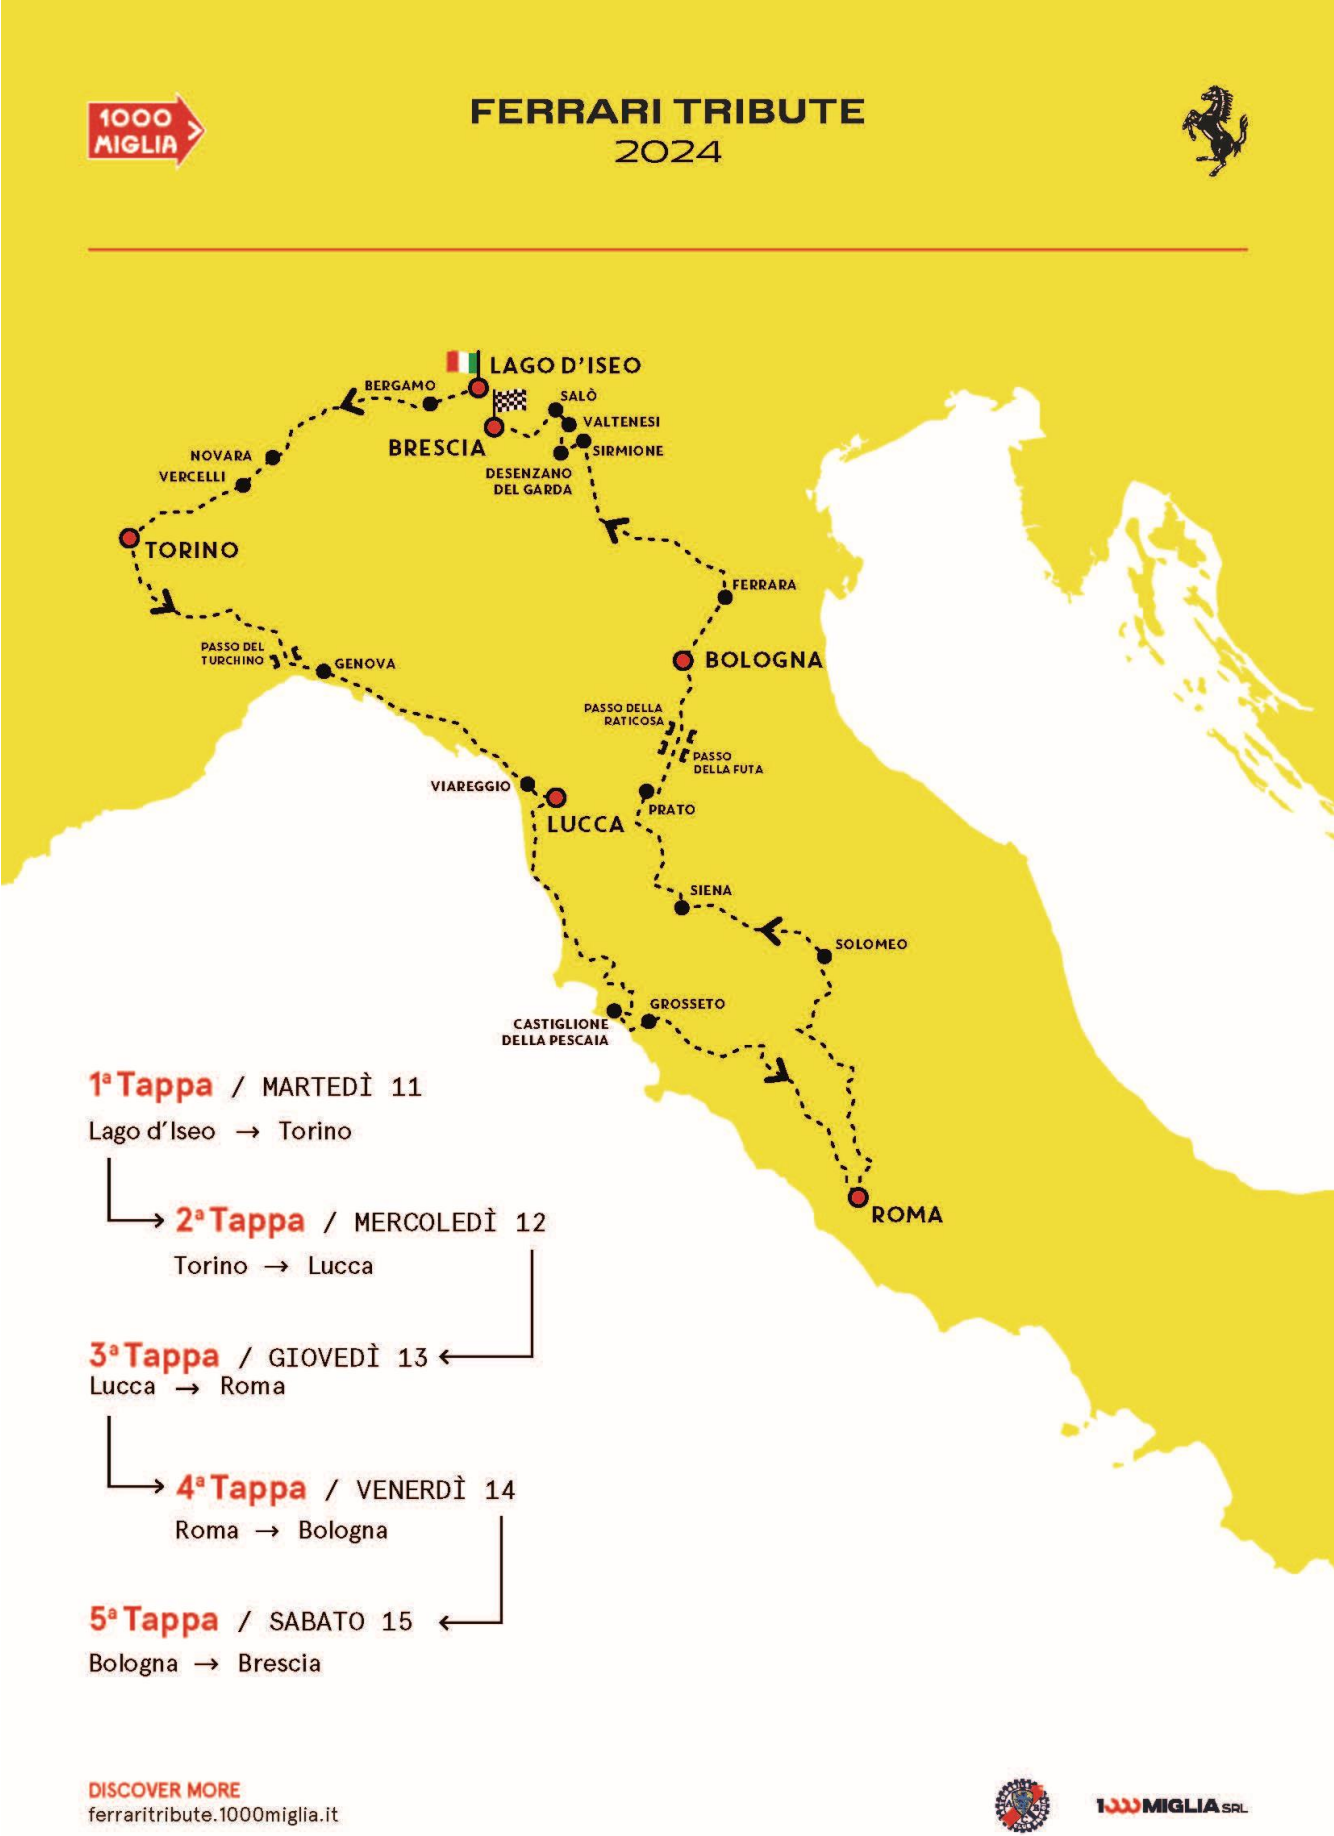 1000
MIGLIA
FERRARI TRIBUTE
2024
LAGO D'ISEO
BERGAMO
SALÒ
VALTENESI
BRESCIA
SIRMIONE
NOVARA
VERCELLI
DESENZANO
DEL GARDA
TORINO
FERRARA
PASSO DEL
TURCHINO
GENOVA
BOLOGNA
PASSO DELLA
RATICOSA
PASSO
DELLA FUTA
VIAREGGIO
PRATO
LUCCA
SIENA
SOLOMEO
GROSSETO
CASTIGLIONE
DELLA PESCAIA
ROMA
1ª Tappa / MARTEDÌ 11
Lago d'Iseo → Torino
2ª Tappa / MERCOLEDÌ 12
Torino → Lucca
3ª Tappa / GIOVEDÌ 13
Lucca → Roma
4ª Tappa / VENERDÌ 14
Roma → Bologna
5ª Tappa / SABATO 15
Bologna → Brescia
DISCOVER MORE
ferraritribute.1000miglia.it
1000MIGLIA SRL